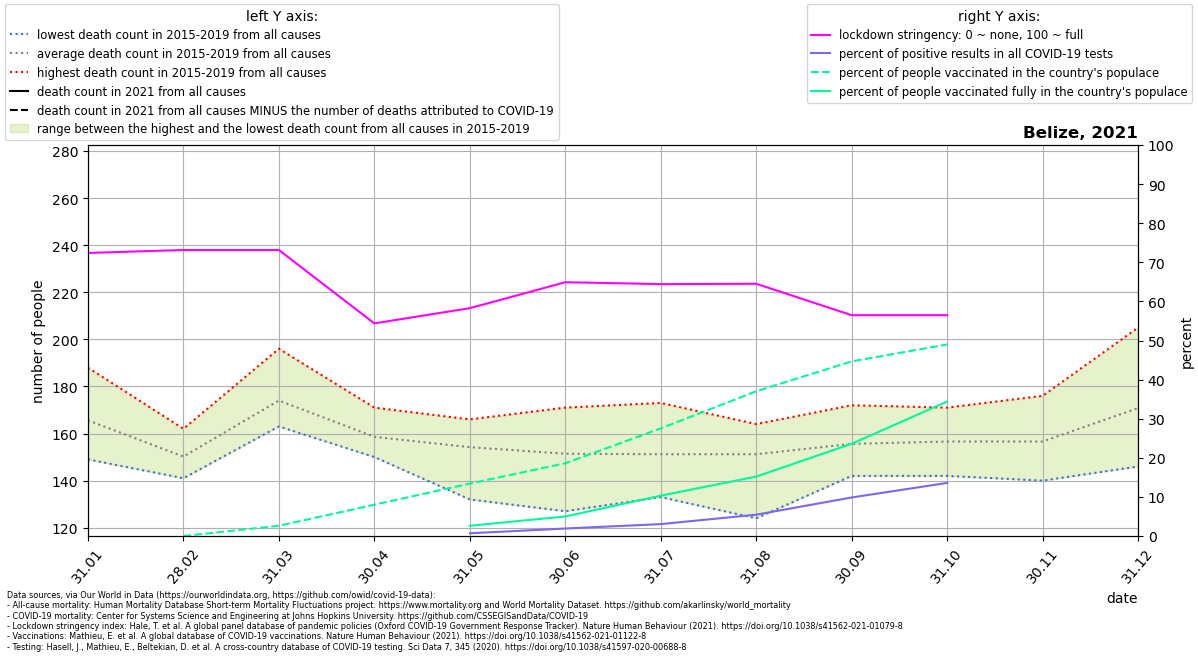 left Y axis:
lowest death count in 2015-2019 from all causes
average death count in 2015-2019 from all causes
highest death count in 2015-2019 from all causes
death count in 2021 from all causes
death count in 2021 from all causes MINUS the number of deaths attributed to COVID-19
range between the highest and the lowest death count from all causes in 2015-2019
right Y axis:
lockdown stringency: 0 ~ none, 100 ~ full
percent of positive results in all COVID-19 tests
percent of people vaccinated in the country's populace
percent of people vaccinated fully in the country's populace
Belize, 2021
number of people
280
260
240
220
200
180
160
140
120
100
90
80
70
60
50
40
30
20
10
0
percent
31.01
28.02
31.03
30.04
31.05
30.06
31.07
31.08
30.09
31.10
30.11
31.12
date
Data sources, via Our World in Data (https://ourworldindata.org, https://github.com/owid/covid-19-data):
- All-cause mortality: Human Mortality Database Short-term Mortality Fluctuations project. https://www.mortality.org and World Mortality Dataset. https://github.com/akarlinsky/world_mortality
- COVID-19 mortality: Center for Systems Science and Engineering at Johns Hopkins University. https://github.com/CSSEGISandData/COVID-19
- Lockdown stringency index: Hale, T. et al. A global panel database of pandemic policies (Oxford COVID-19 Government Response Tracker). Nature Human Behaviour (2021). https://doi.org/10.1038/s41562-021-01079-8
- Vaccinations: Mathieu, E. et al. A global database of COVID-19 vaccinations. Nature Human Behaviour (2021). https://doi.org/10.1038/s41562-021-01122-8
- Testing: Hasell, J., Mathieu, E., Beltekian, D. et al. A cross-country database of COVID-19 testing. Sci Data 7, 345 (2020). https://doi.org/10.1038/s41597-020-00688-8